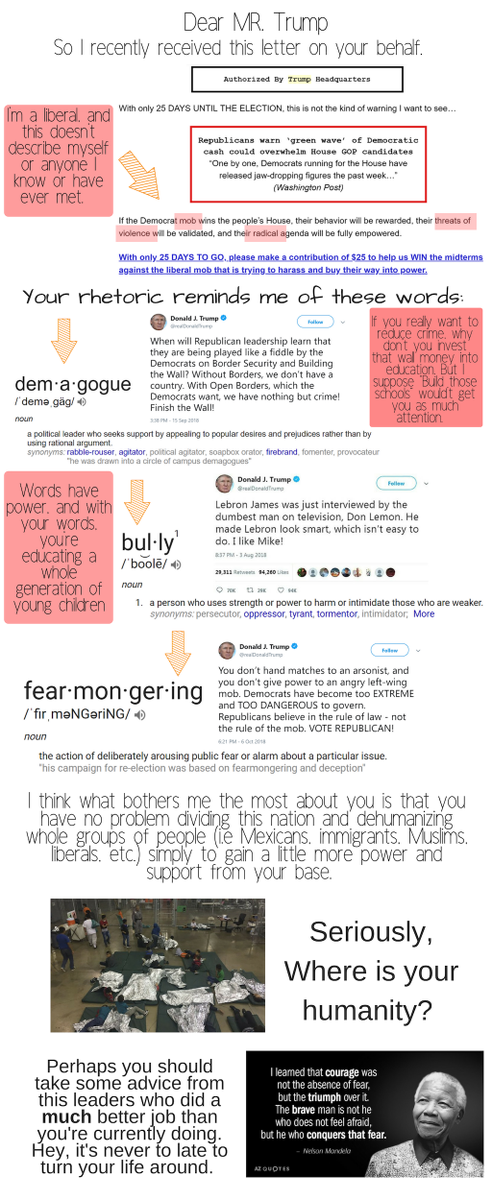 Dear MR. Trump
So I recently received this letter on your behalf.
Authorized By Trump Headquarters
I'm a liberal, and
this doesn't
describe myself
or anyone I
know or have
ever met.
With only 25 DAYS UNTIL THE ELECTION, this is not the kind of warning I want to see…
Republicans warn 'green wave' of Democratic
cash could overwhelm House GOP candidates
"One by one, Democrats running for the House have
released jaw-dropping figures the past week…"
(Washington Post)
If the Democrat mob wins the people's House, their behavior will be rewarded, their threats of
violence will be validated, and their radical agenda will be fully empowered.
With only 25 DAYS TO GO, please make a contribution of $25 to help us WIN the midterms
against the liberal mob that is trying to harass and buy their way into power.
Your rhetoric reminds me of these words:
dem·a·gogue
/ˈdeməˌɡäɡ/
noun
Donald J. Trump
@realDonaldTrump
Follow
When will Republican leadership learn that
they are being played like a fiddle by the
Democrats on Border Security and Building
the Wall? Without Borders, we don't have a
country. With Open Borders, which the
Democrats want, we have nothing but crime!
Finish the Wall!
3:38 PM - 15 Sep 2018
If you really want to
reduce crime, why
don't you invest
that wall money into
education. But I
suppose "Build those
schools" would't get
you as much
attention.
a political leader who seeks support by appealing to popular desires and prejudices rather than by
using rational argument.
synonyms: rabble-rouser, agitator, political agitator, soapbox orator, firebrand, fomenter, provocateur
"he was drawn into a circle of campus demagogues"
Words have
power, and with
your words,
you're
educating a
whole
generation of
young children
bul·ly1
/ˈbo͝olē/
noun
Donald J. Trump
@realDonaldTrump
Follow
Lebron James was just interviewed by the
dumbest man on television, Don Lemon. He
made Lebron look smart, which isn't easy to
do. I like Mike!
8:37 PM - 3 Aug 2018
29,311 Retweets 94,260 Likes
70K 29K 94K
1. a person who uses strength or power to harm or intimidate those who are weaker.
synonyms: persecutor, oppressor, tyrant, tormentor, intimidator; More
fear·mon·ger·ing
/ˈfirˌməNGɡəriNG/
noun
Donald J. Trump
@realDonaldTrump
Follow
You don't hand matches to an arsonist, and
you don't give power to an angry left-wing
mob. Democrats have become too EXTREME
and TOO DANGEROUS to govern.
Republicans believe in the rule of law - not
the rule of the mob. VOTE REPUBLICAN!
6:21 PM - 6 Oct 2018
the action of deliberately arousing public fear or alarm about a particular issue.
"his campaign for re-election was based on fearmongering and deception"
I think what bothers me the most about you is that you
have no problem dividing this nation and dehumanizing
whole groups of people (i.e Mexicans, immigrants, Muslims,
liberals, etc.) simply to gain a little more power and
support from your base.
Seriously,
Where is your
humanity?
Perhaps you should
take some advice from
this leaders who did a
much better job than
you're currently doing.
Hey, it's never to late to
turn your life around.
I learned that courage was
not the absence of fear,
but the triumph over it.
The brave man is not he
who does not feel afraid,
but he who conquers that fear.
– Nelson Mandela
AZ QUOTES